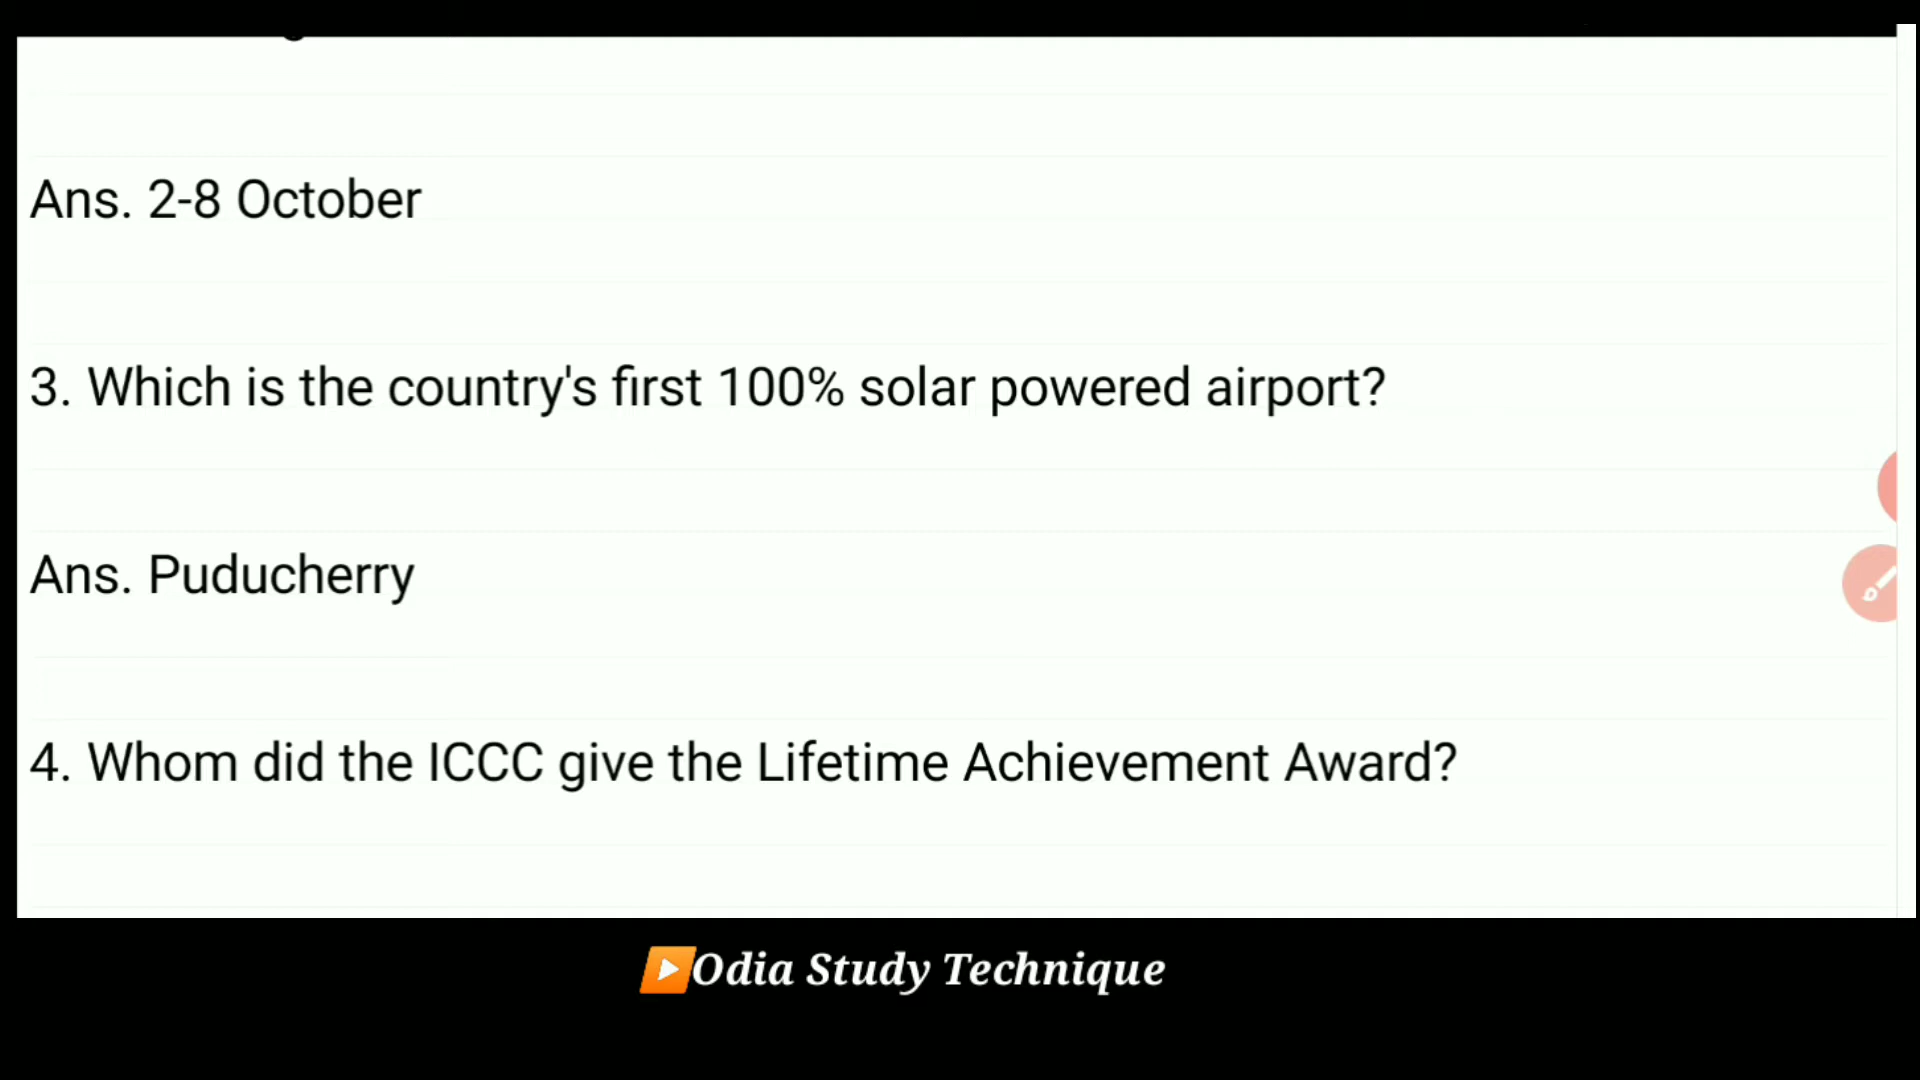 Ans. 2-8 October
3. Which is the country's first 100% solar powered airport?
Ans. Puducherry
4. Whom did the ICCC give the Lifetime Achievement Award?
Odia Study Technique